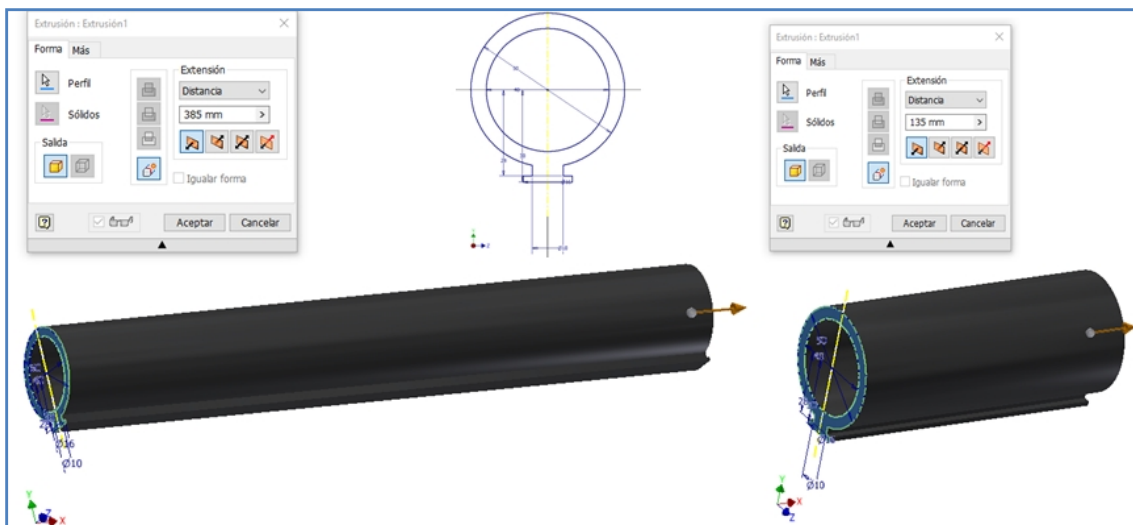 Extrusión : Extrusión1
Forma Más
Perfil
Sólidos
Salida
Extensión
Distancia
385 mm
Igualar forma
Aceptar Cancelar
Extrusión : Extrusión1
Forma Más
Perfil
Sólidos
Salida
Extensión
Distancia
135 mm
Igualar forma
Aceptar Cancelar
Ø16
Ø10
Y
Z
X
Ø10
Y
X
Z